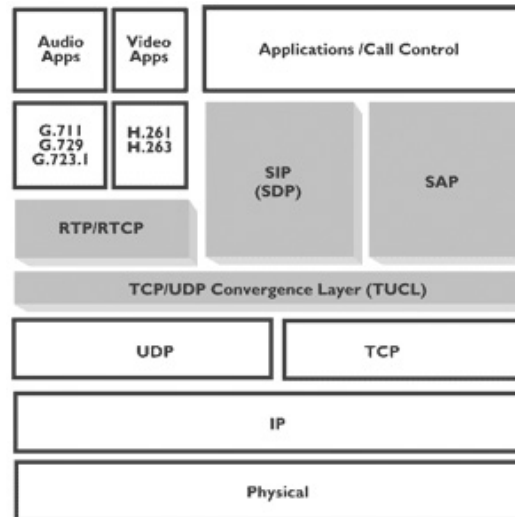 Audio
Apps
Video
Apps
Applications /Call Control
G.711
G.729
G.723.1
H.261
H.263
SIP
(SDP)
SAP
RTP/RTCP
TCP/UDP Convergence Layer (TUCL)
UDP
TCP
IP
Physical